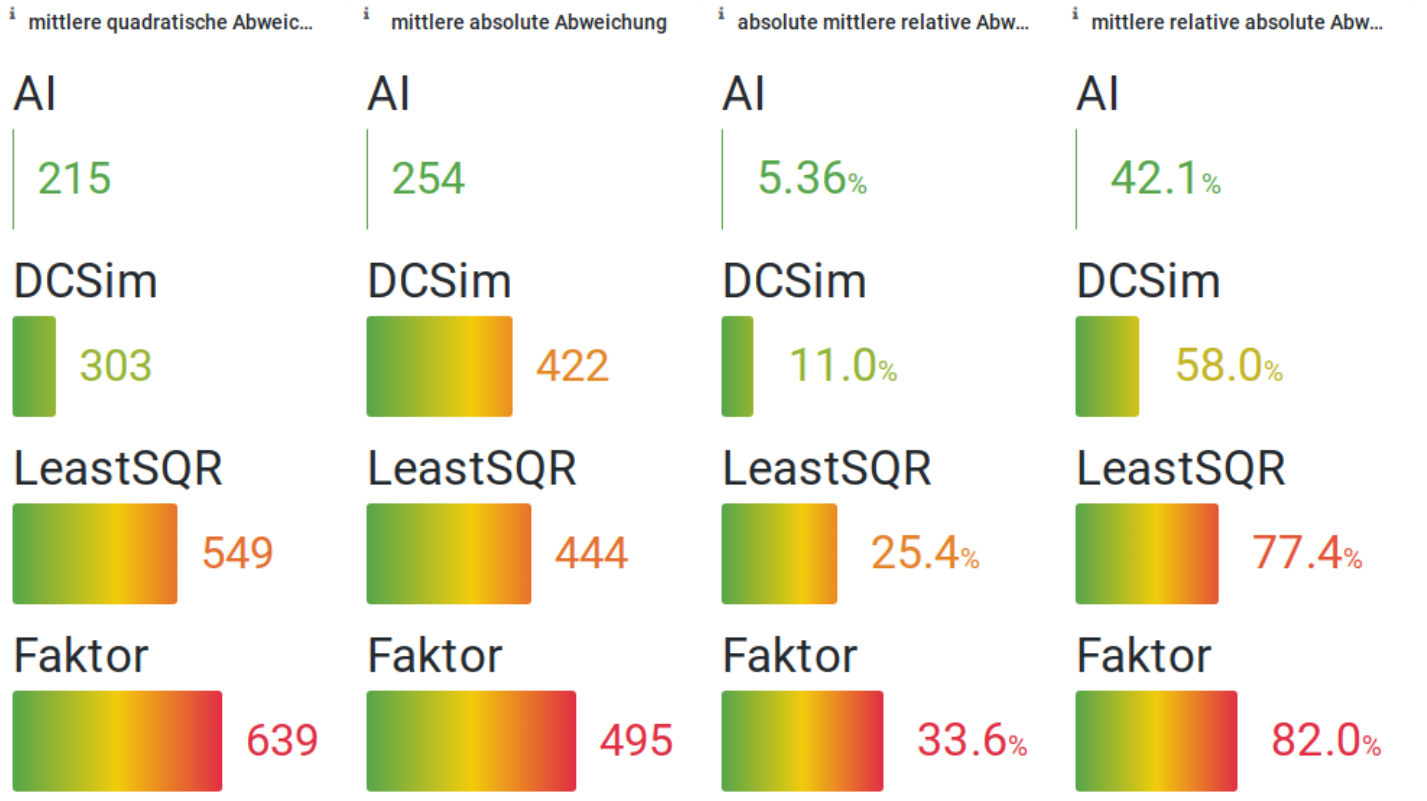 mittlere quadratische Abweic...
AI
215
DCSim
303
LeastSQR
549
Faktor
639
mittlere absolute Abweichung
AI
254
DCSim
422
LeastSQR
444
Faktor
495
absolute mittlere relative Abw...
AI
5.36%
DCSim
11.0%
LeastSQR
25.4%
Faktor
33.6%
mittlere relative absolute Abw...
AI
42.1%
DCSim
58.0%
LeastSQR
77.4%
Faktor
82.0%